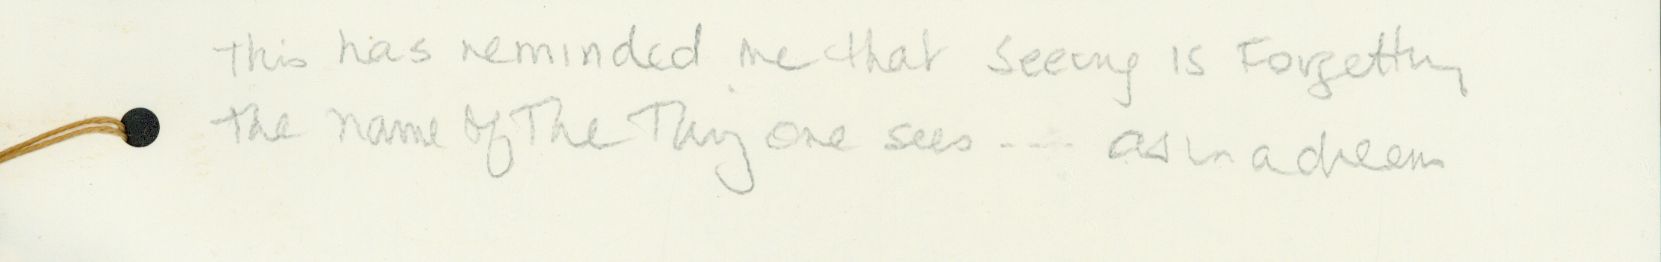 This has reminded me that Seeing is Forgetting
the name of The Thing one sees .... as in a dream